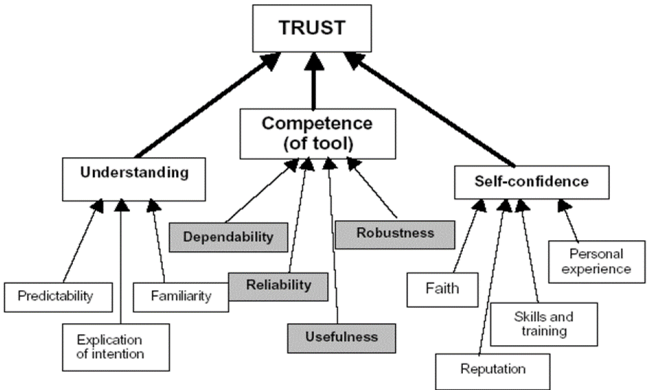 TRUST
Competence
(of tool)
Understanding
Self-confidence
Dependability
Robustness
Personal
experience
Reliability
Faith
Predictability
Familiarity
Skills and
training
Explication
of intention
Usefulness
Reputation